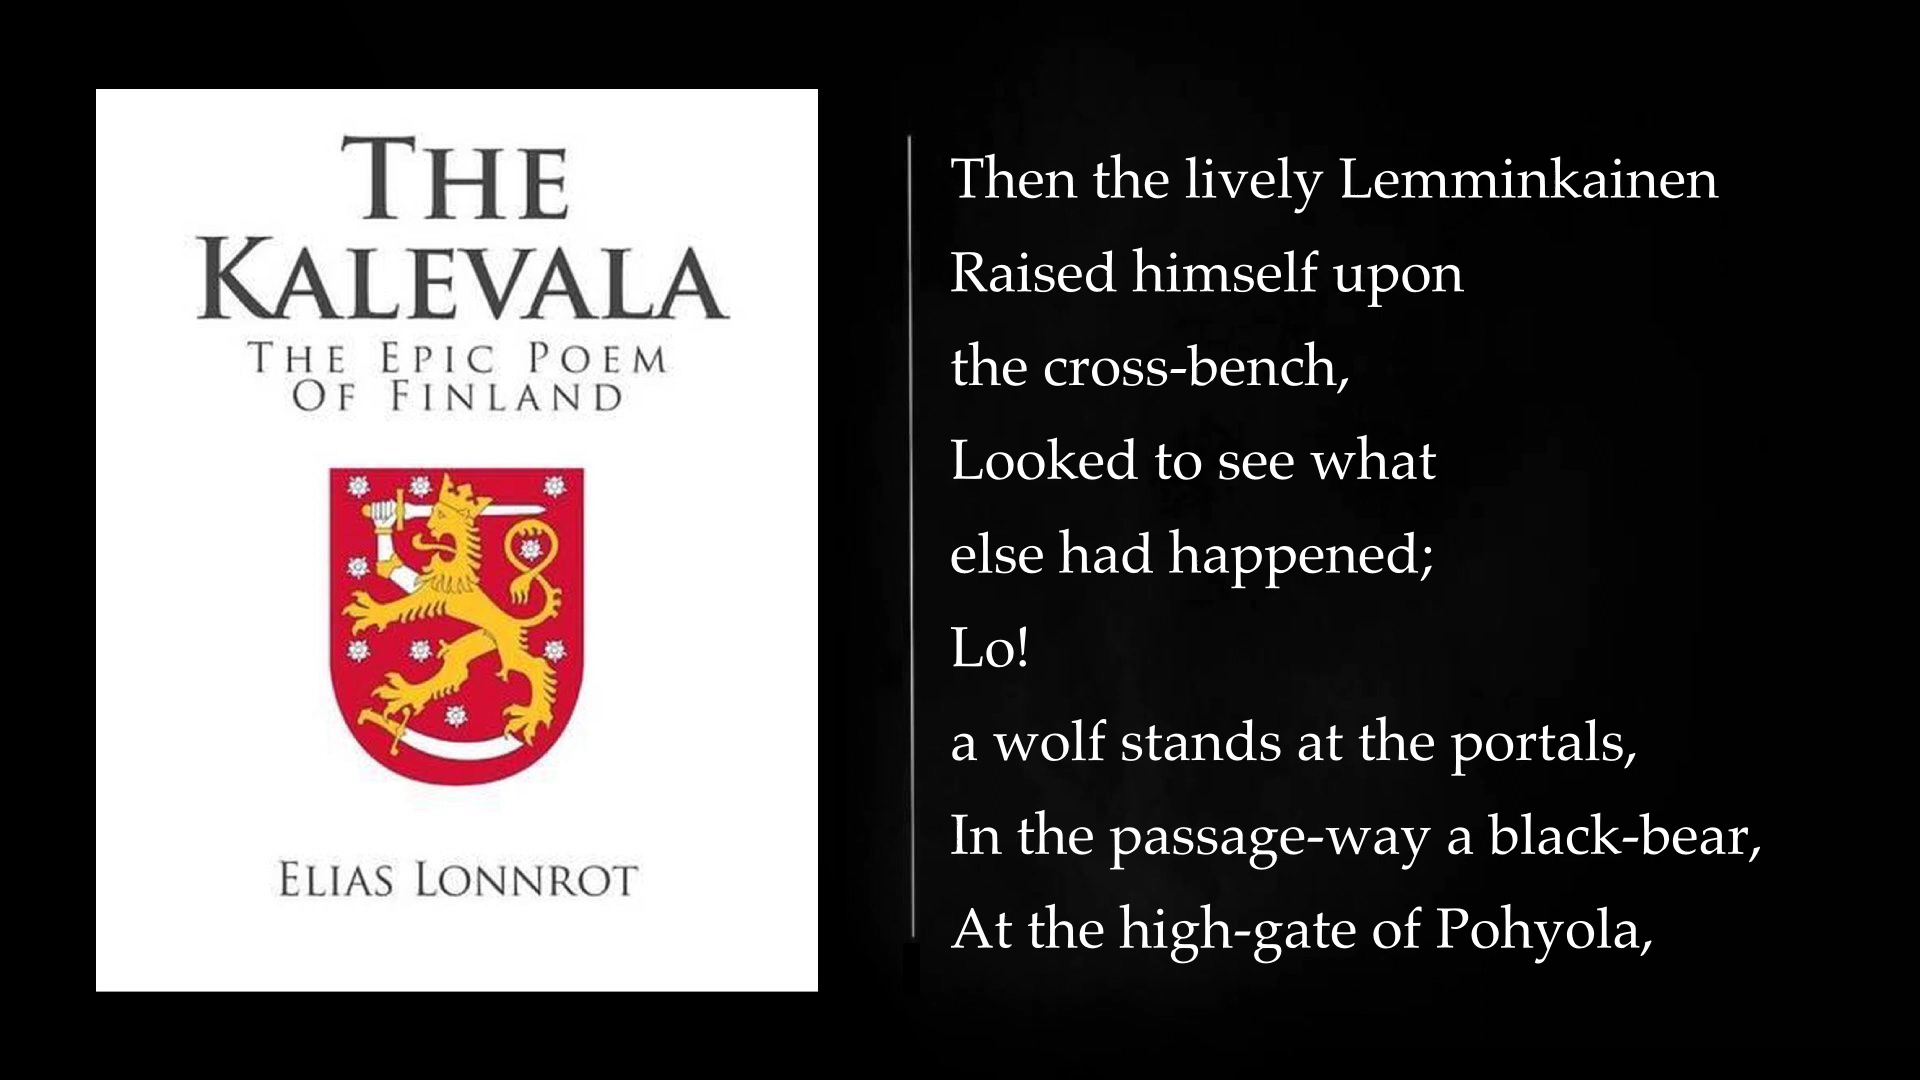 THE
KALEVALA
THE EPIC POEM
OF FINLAND
ELIAS LONNROT
Then the lively Lemminkainen
Raised himself upon
the cross-bench,
Looked to see what
else had happened;
Lo!
a wolf stands at the portals,
In the passage-way a black-bear,
At the high-gate of Pohyola,